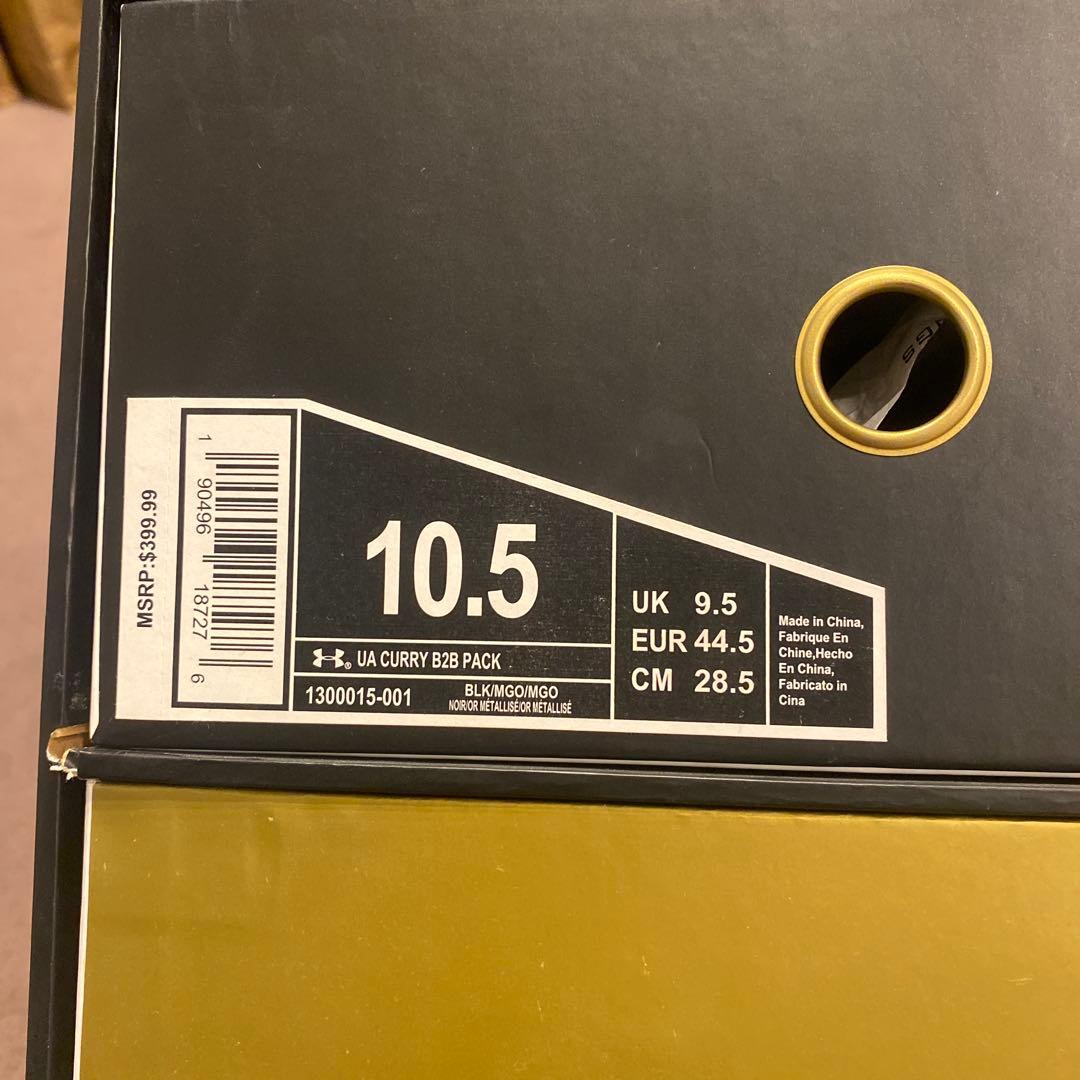 MSRP:$399.99
1 90496 18727 6
10.5
UA CURRY B2B PACK
1300015-001
BLK/MGO/MGO
NOIR/OR MÉTALLISÉ/OR MÉTALLISÉ
UK 9.5
EUR 44.5
CM 28.5
Made in China,
Fabrique En
Chine,Hecho
En China,
Fabricato in
Cina